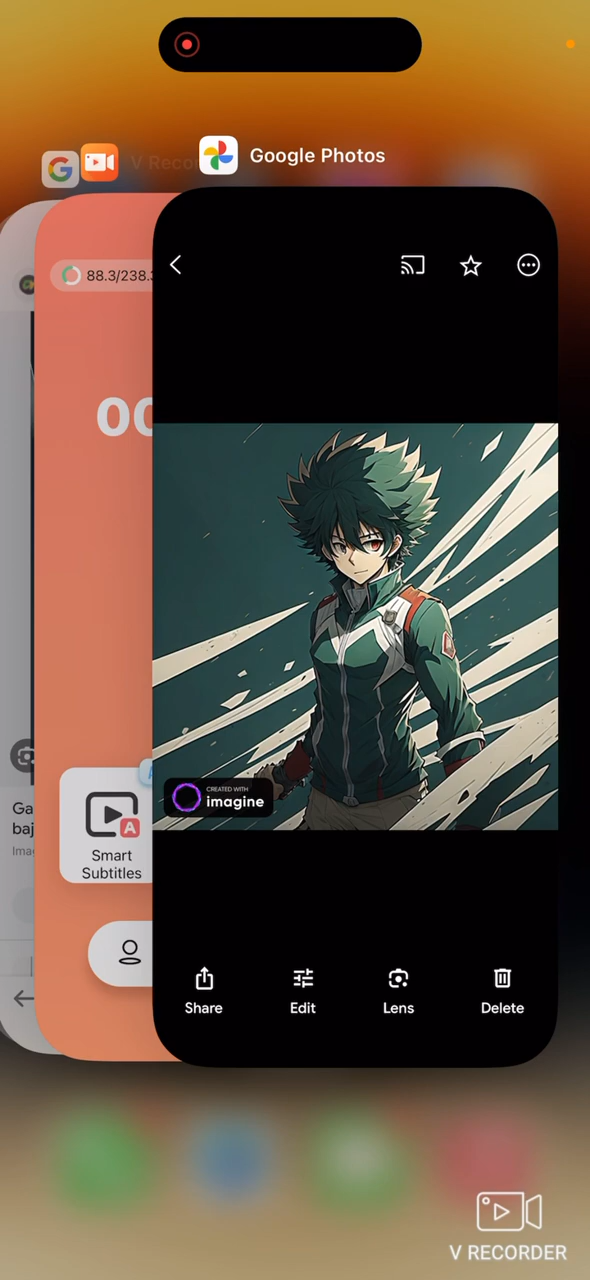 V Recor
Google Photos
88.3/238.
00
CREATED WITH
imagine
Ga
baj
Ima
A
Smart
Subtitles
Share
Edit
Lens
Delete
V RECORDER